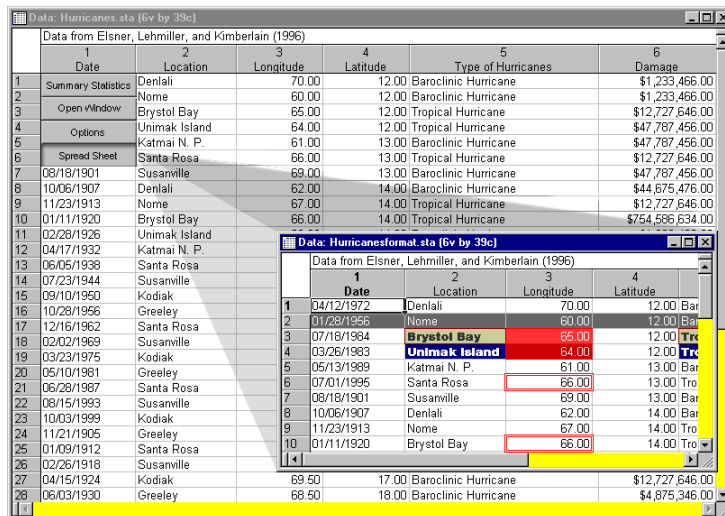 Data: Hurricanes.sta (6v by 39c)
Data from Elsner, Lehmiller, and Kimberlain (1996)
1 2 3 4 5 6
Date Location Longitude Latitude Type of Hurricanes Damage
1 Summary Statistics Denlali 70.00 12.00 Baroclinic Hurricane $1,233,466.00
2 Nome 60.00 12.00 Baroclinic Hurricane $1,233,466.00
3 Open Window Brystol Bay 65.00 12.00 Tropical Hurricane $12,727,646.00
4 Options Unimak Island 64.00 12.00 Tropical Hurricane $47,787,456.00
5 Katmai N. P. 61.00 13.00 Baroclinic Hurricane $47,787,456.00
6 Spread Sheet Santa Rosa 66.00 13.00 Tropical Hurricane $12,727,646.00
7 08/18/1901 Susanville 69.00 13.00 Baroclinic Hurricane $47,787,456.00
8 10/06/1907 Denlali 62.00 14.00 Baroclinic Hurricane $44,675,476.00
9 11/23/1913 Nome 67.00 14.00 Tropical Hurricane $12,727,646.00
10 01/11/1920 Brystol Bay 66.00 14.00 Tropical Hurricane $754,586,634.00
11 02/28/1926 Unimak Island
12 04/17/1932 Katmai N. P.
13 06/05/1938 Santa Rosa
14 07/23/1944 Susanville
15 09/10/1950 Kodiak
16 10/28/1956 Greeley
17 12/16/1962 Santa Rosa
18 02/02/1969 Susanville
19 03/23/1975 Kodiak
20 05/10/1981 Greeley
21 06/28/1987 Santa Rosa
22 08/15/1993 Susanville
23 10/03/1999 Kodiak
24 11/21/1905 Greeley
25 01/09/1912 Santa Rosa
26 02/26/1918 Susanville
27 04/15/1924 Kodiak 69.50 17.00 Baroclinic Hurricane $12,727,646.00
28 06/03/1930 Greeley 68.50 18.00 Baroclinic Hurricane $4,875,346.00
Data: Hurricanesformat.sta (6v by 39c)
Data from Elsner, Lehmiller, and Kimberlain (1996)
1 2 3 4
Date Location Longitude Latitude
1 04/12/1972 Denlali 70.00 12.00 Bar
2 01/28/1956 Nome 60.00 12.00 Bar
3 07/18/1984 Brystol Bay 65.00 12.00 Tro
4 03/26/1983 Unimak Island 64.00 12.00 Tro
5 05/13/1989 Katmai N. P. 61.00 13.00 Bar
6 07/01/1995 Santa Rosa 66.00 13.00 Tro
7 08/18/1901 Susanville 69.00 13.00 Bar
8 10/06/1907 Denlali 62.00 14.00 Bar
9 11/23/1913 Nome 67.00 14.00 Tro
10 01/11/1920 Brystol Bay 66.00 14.00 Tro